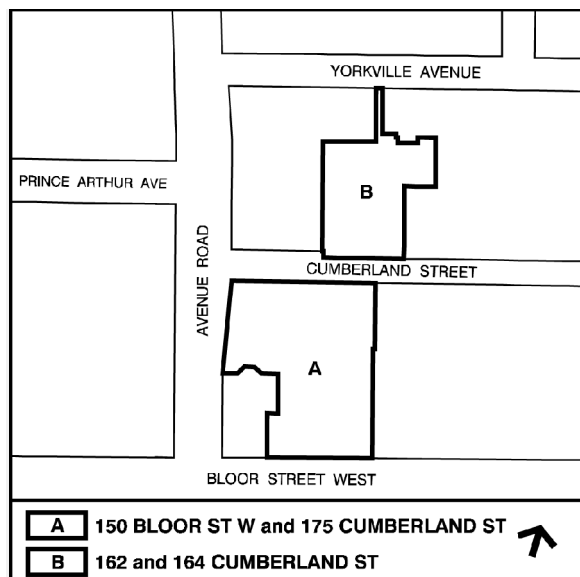 YORKVILLE AVENUE
PRINCE ARTHUR AVE
B
AVENUE ROAD
CUMBERLAND STREET
A
BLOOR STREET WEST
A 150 BLOOR ST W and 175 CUMBERLAND ST
B 162 and 164 CUMBERLAND ST